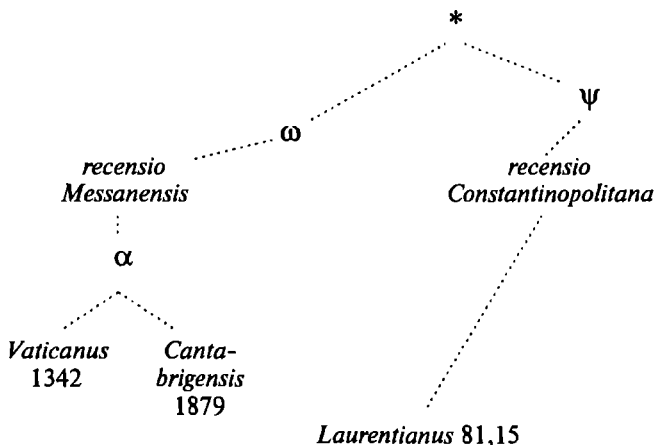 *
ψ
ω
recensio
Messanensis
recensio
Constantinopolitana
α
Vaticanus
1342
Canta-
brigensis
1879
Laurentianus 81,15